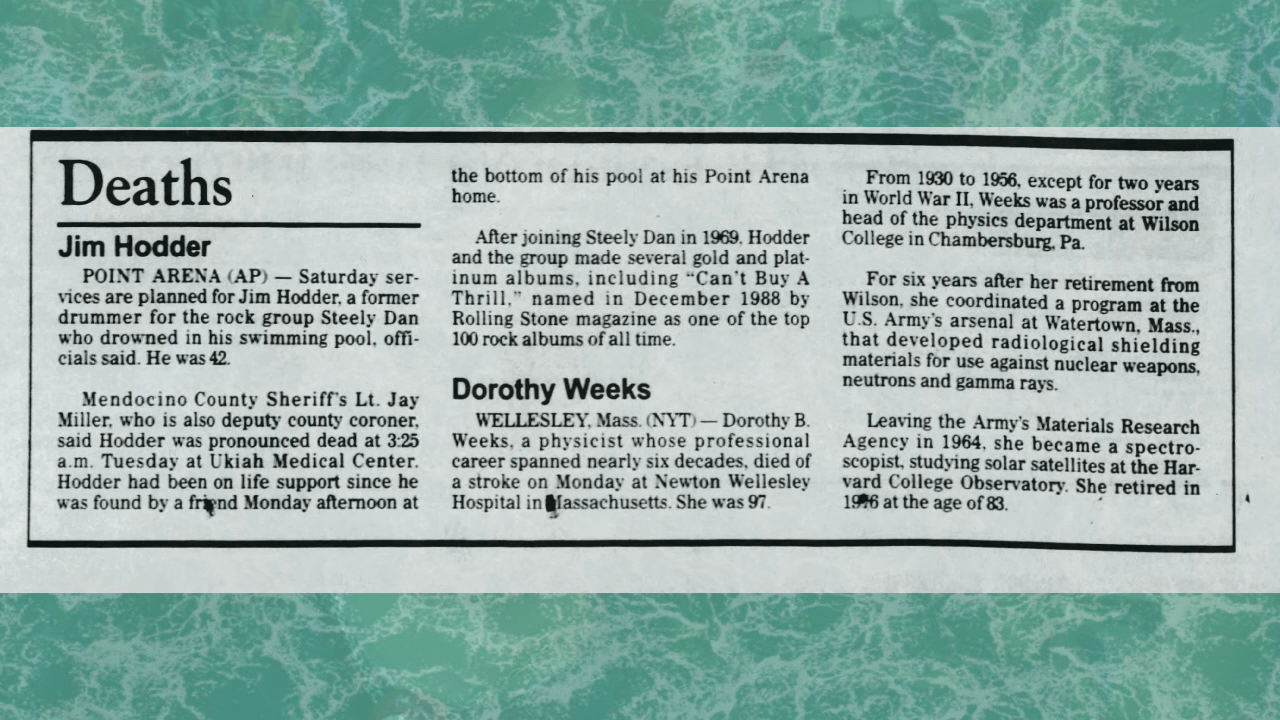 Deaths
Jim Hodder
POINT ARENA (AP) — Saturday ser-
vices are planned for Jim Hodder, a former
drummer for the rock group Steely Dan
who drowned in his swimming pool, offi-
cials said. He was 42.
Mendocino County Sheriff's Lt. Jay
Miller, who is also deputy county coroner,
said Hodder was pronounced dead at 3:25
a.m. Tuesday at Ukiah Medical Center.
Hodder had been on life support since he
was found by a friend Monday afternoon at
the bottom of his pool at his Point Arena
home.
After joining Steely Dan in 1969, Hodder
and the group made several gold and plat-
inum albums, including "Can't Buy A
Thrill," named in December 1988 by
Rolling Stone magazine as one of the top
100 rock albums of all time.
Dorothy Weeks
WELLESLEY, Mass. (NYT) — Dorothy B.
Weeks, a physicist whose professional
career spanned nearly six decades, died of
a stroke on Monday at Newton Wellesley
Hospital in Massachusetts. She was 97.
From 1930 to 1956, except for two years
in World War II, Weeks was a professor and
head of the physics department at Wilson
College in Chambersburg, Pa.
For six years after her retirement from
Wilson, she coordinated a program at the
U.S. Army's arsenal at Watertown, Mass.,
that developed radiological shielding
materials for use against nuclear weapons,
neutrons and gamma rays.
Leaving the Army's Materials Research
Agency in 1964, she became a spectro-
scopist, studying solar satellites at the Har-
vard College Observatory. She retired in
1976 at the age of 83.